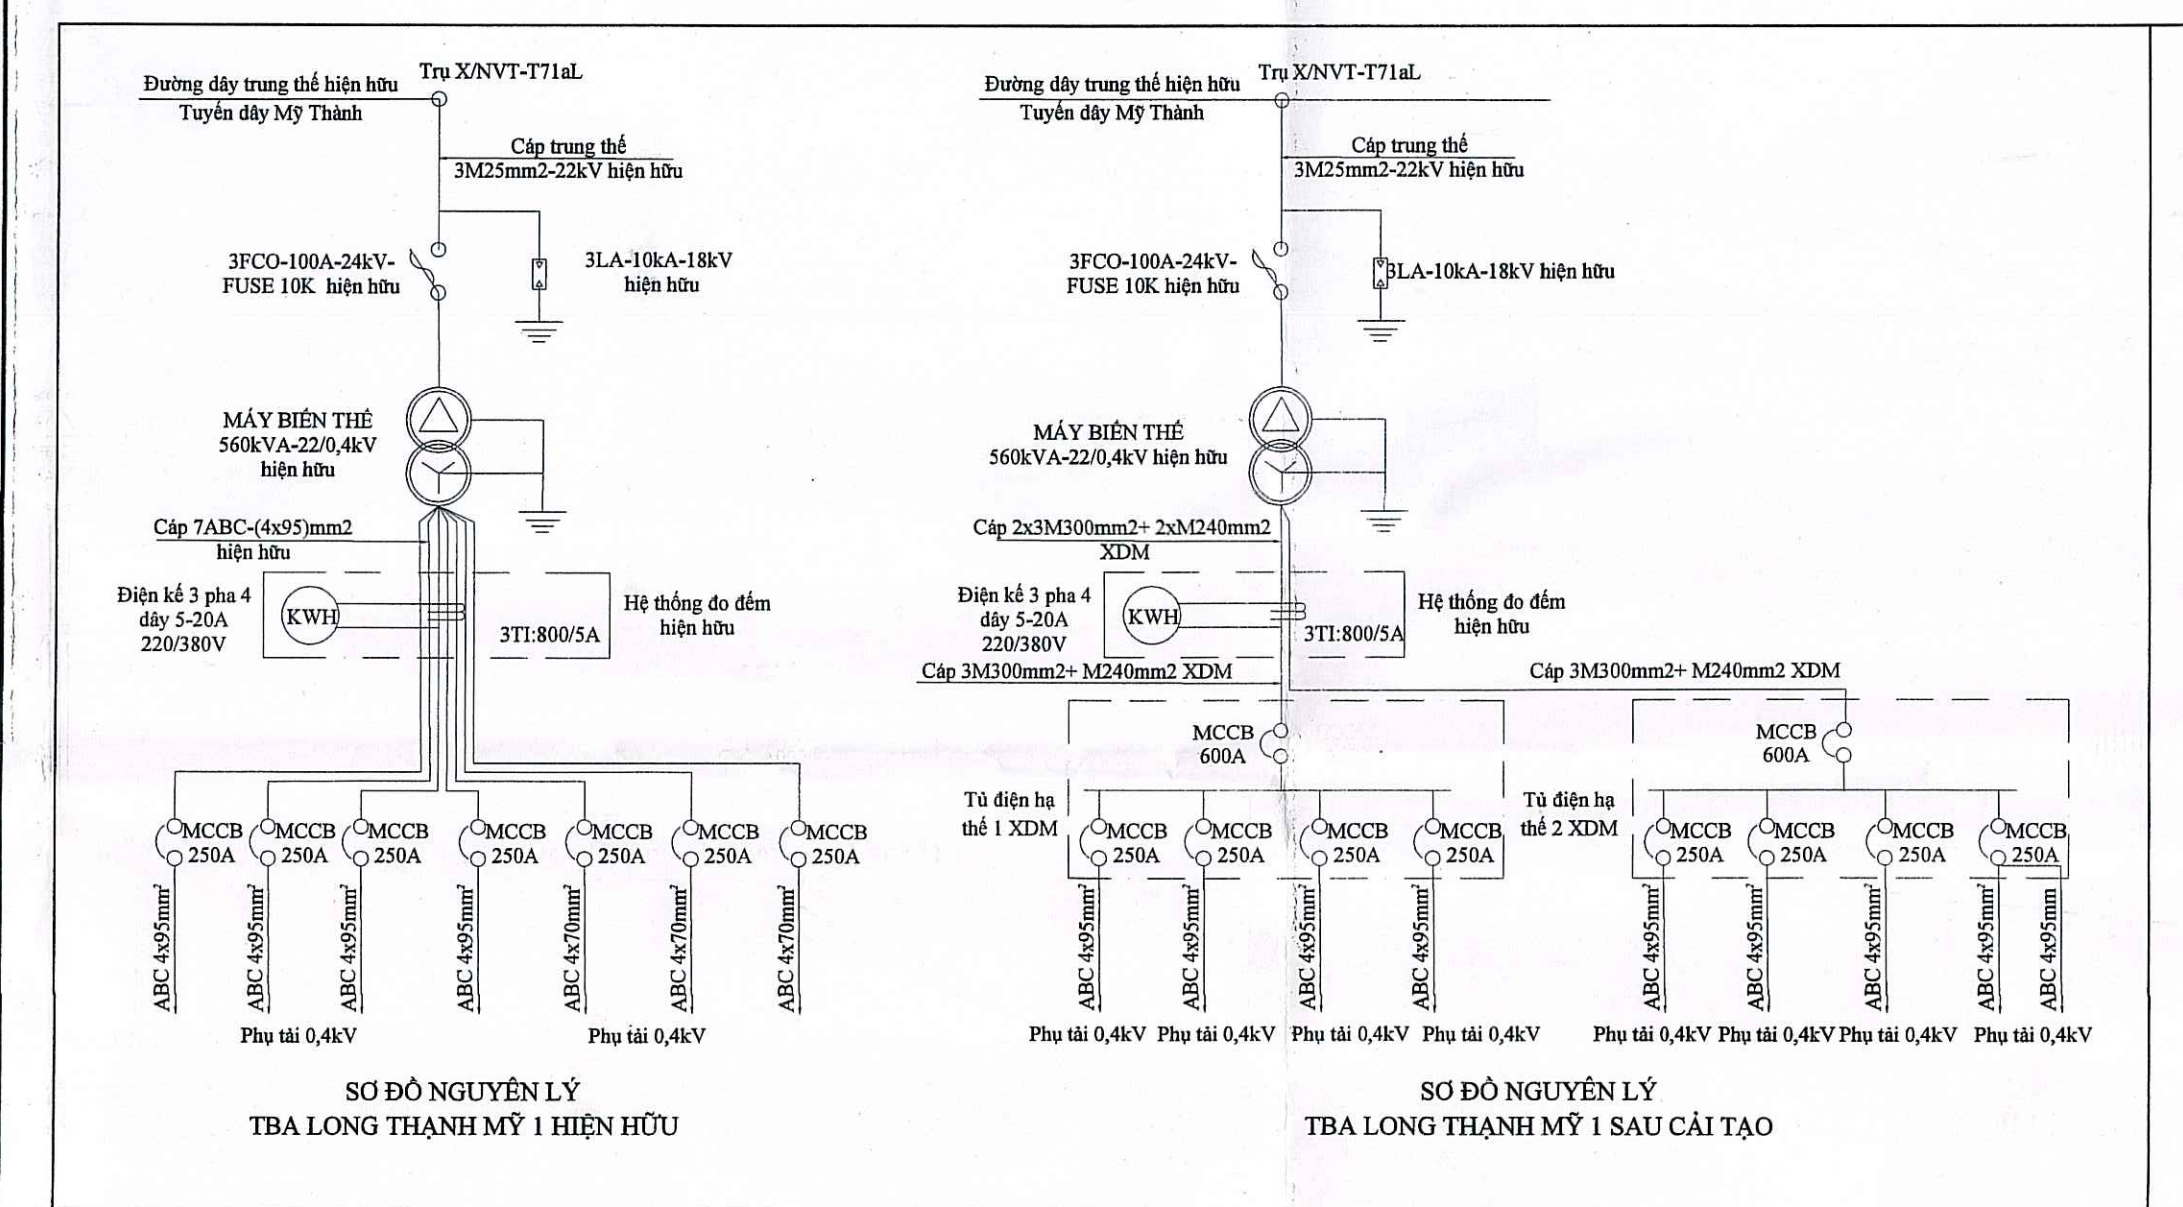 Đường dây trung thế hiện hữu
Trụ X/NVT-T71aL
Tuyến dây Mỹ Thành
Cáp trung thế
3M25mm2-22kV hiện hữu
3FCO-100A-24kV-
FUSE 10K hiện hữu
3LA-10kA-18kV
hiện hữu
MÁY BIẾN THẾ
560kVA-22/0,4kV
hiện hữu
Cáp 7ABC-(4x95)mm2
hiện hữu
Điện kế 3 pha 4
dây 5-20A
220/380V
KWH
3TI:800/5A
Hệ thống đo đếm
hiện hữu
MCCB
250A
MCCB
250A
MCCB
250A
MCCB
250A
MCCB
250A
MCCB
250A
MCCB
250A
ABC 4x95mm²
ABC 4x95mm²
ABC 4x95mm²
ABC 4x95mm²
ABC 4x70mm²
ABC 4x70mm²
ABC 4x70mm²
Phụ tải 0,4kV
Phụ tải 0,4kV
SƠ ĐỒ NGUYÊN LÝ
TBA LONG THẠNH MỸ 1 HIỆN HỮU
Đường dây trung thế hiện hữu
Trụ X/NVT-T71aL
Tuyến dây Mỹ Thành
Cáp trung thế
3M25mm2-22kV hiện hữu
3FCO-100A-24kV-
FUSE 10K hiện hữu
3LA-10kA-18kV hiện hữu
MÁY BIẾN THẾ
560kVA-22/0,4kV hiện hữu
Cáp 2x3M300mm2+ 2xM240mm2
XDM
Điện kế 3 pha 4
dây 5-20A
220/380V
KWH
3TI:800/5A
Hệ thống đo đếm
hiện hữu
Cáp 3M300mm2+ M240mm2 XDM
Cáp 3M300mm2+ M240mm2 XDM
MCCB
600A
Tủ điện hạ
thế 1 XDM
MCCB
250A
MCCB
250A
MCCB
250A
MCCB
250A
ABC 4x95mm²
ABC 4x95mm²
ABC 4x95mm²
ABC 4x95mm²
Phụ tải 0,4kV
Phụ tải 0,4kV
Phụ tải 0,4kV
Phụ tải 0,4kV
MCCB
600A
Tủ điện hạ
thế 2 XDM
MCCB
250A
MCCB
250A
MCCB
250A
MCCB
250A
ABC 4x95mm²
ABC 4x95mm²
ABC 4x95mm²
ABC 4x95mm²
ABC 4x95mm
Phụ tải 0,4kV
Phụ tải 0,4kV
Phụ tải 0,4kV
Phụ tải 0,4kV
SƠ ĐỒ NGUYÊN LÝ
TBA LONG THẠNH MỸ 1 SAU CẢI TẠO